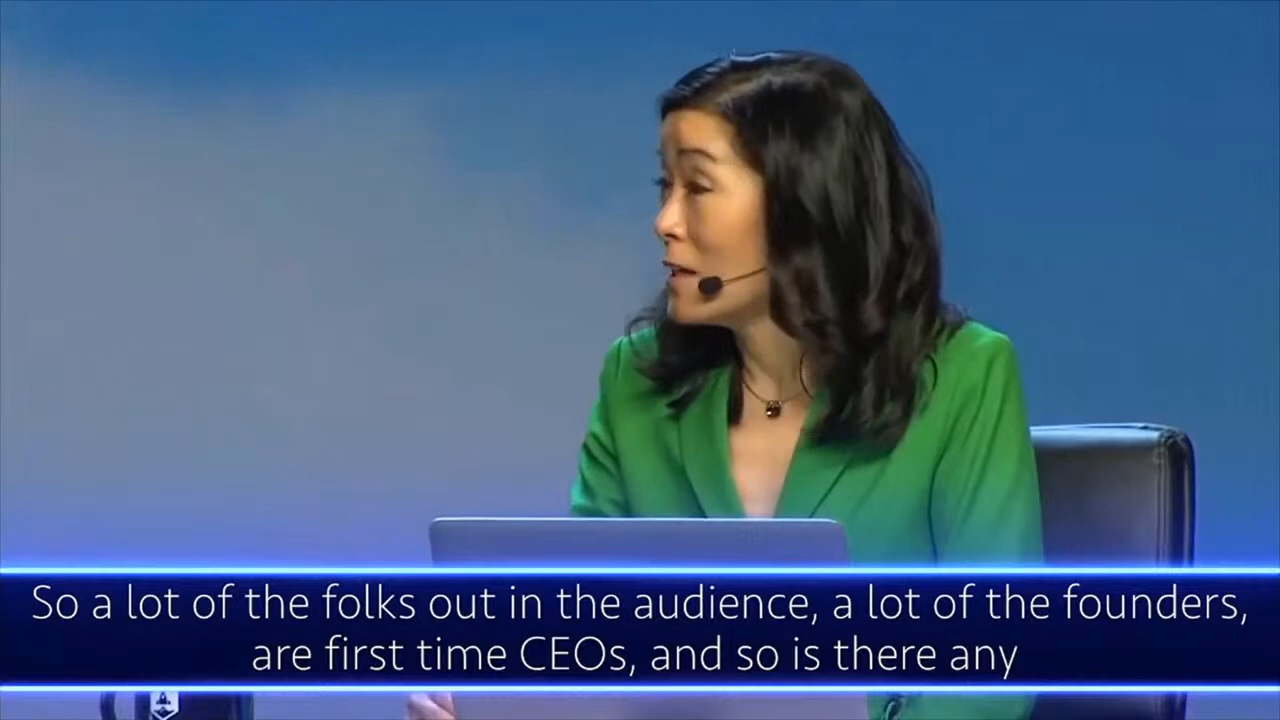 So a lot of the folks out in the audience, a lot of the founders,
are first time CEOs, and so is there any